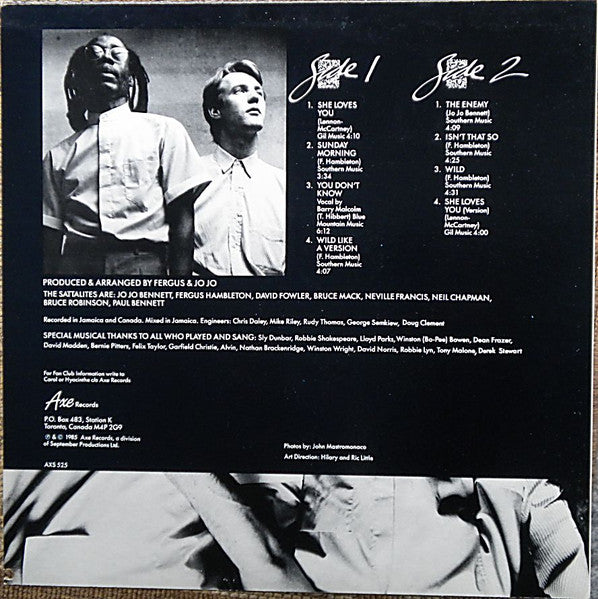 Side 1
1. SHE LOVES
YOU
(Lennon-
McCartney)
Gil Music 4:10
2. SUNDAY
MORNING
(F. Hambleton)
Southern Music
3:34
3. YOU DON'T
KNOW
Vocal by
Barry Malcolm
(T. Hibbert) Blue
Mountain Music
6:12
4. WILD LIKE
A VERSION
(F. Hambleton)
Southern Music
4:07
Side 2
1. THE ENEMY
(Jo Jo Bennett)
Southern Music
4:09
2. ISN'T THAT SO
(F. Hambleton)
Southern Music
4:25
3. WILD
(F. Hambleton)
Southern Music
4:31
4. SHE LOVES
YOU (Version)
(Lennon-
McCartney)
Gil Music 4:00
PRODUCED & ARRANGED BY FERGUS & JO JO
THE SATTALITES ARE: JO JO BENNETT, FERGUS HAMBLETON, DAVID FOWLER, BRUCE MACK, NEVILLE FRANCIS, NEIL CHAPMAN,
BRUCE ROBINSON, PAUL BENNETT
Recorded in Jamaica and Canada. Mixed in Jamaica. Engineers: Chris Daley, Mike Riley, Rudy Thomas, George Semkiew, Doug Clement
SPECIAL MUSICAL THANKS TO ALL WHO PLAYED AND SANG: Sly Dunbar, Robbie Shakespeare, Lloyd Parks, Winston (Bo-Pee) Bowen, Dean Frazer,
David Madden, Bernie Pitters, Felix Taylor, Garfield Christie, Alvin, Nathan Brackenridge, Winston Wright, David Norris, Robbie Lyn, Tony Malone, Derek Stewart
For Fan Club Information write to
Carol or Hyacinthe c/o Axe Records
Axe Records
P.O. Box 483, Station K
Toronto, Canada M4P 2G9
℗ & © 1985 Axe Records, a division
of September Productions Ltd.
AXS 525
Photos by: John Mastromonaco
Art Direction: Hilary and Ric Little